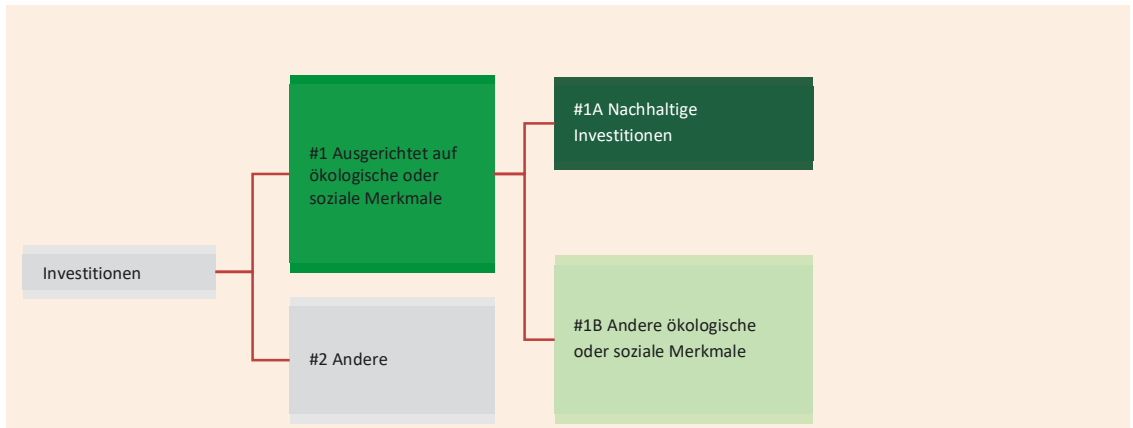 Investitionen
#1 Ausgerichtet auf
ökologische oder
soziale Merkmale
#2 Andere
#1A Nachhaltige
Investitionen
#1B Andere ökologische
oder soziale Merkmale